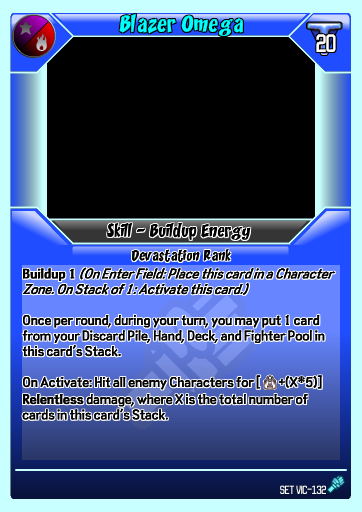 Blazer Omega
20
Skill - Buildup Energy
Devastation Rank
Buildup 1 (On Enter Field: Place this card in a Character
Zone. On Stack of 1: Activate this card.)
Once per round, during your turn, you may put 1 card
from your Discard Pile, Hand, Deck, and Fighter Pool in
this card's Stack.
On Activate: Hit all enemy Characters for [ +(X*5)]
Relentless damage, where X is the total number of
cards in this card's Stack.
SET VIC-132